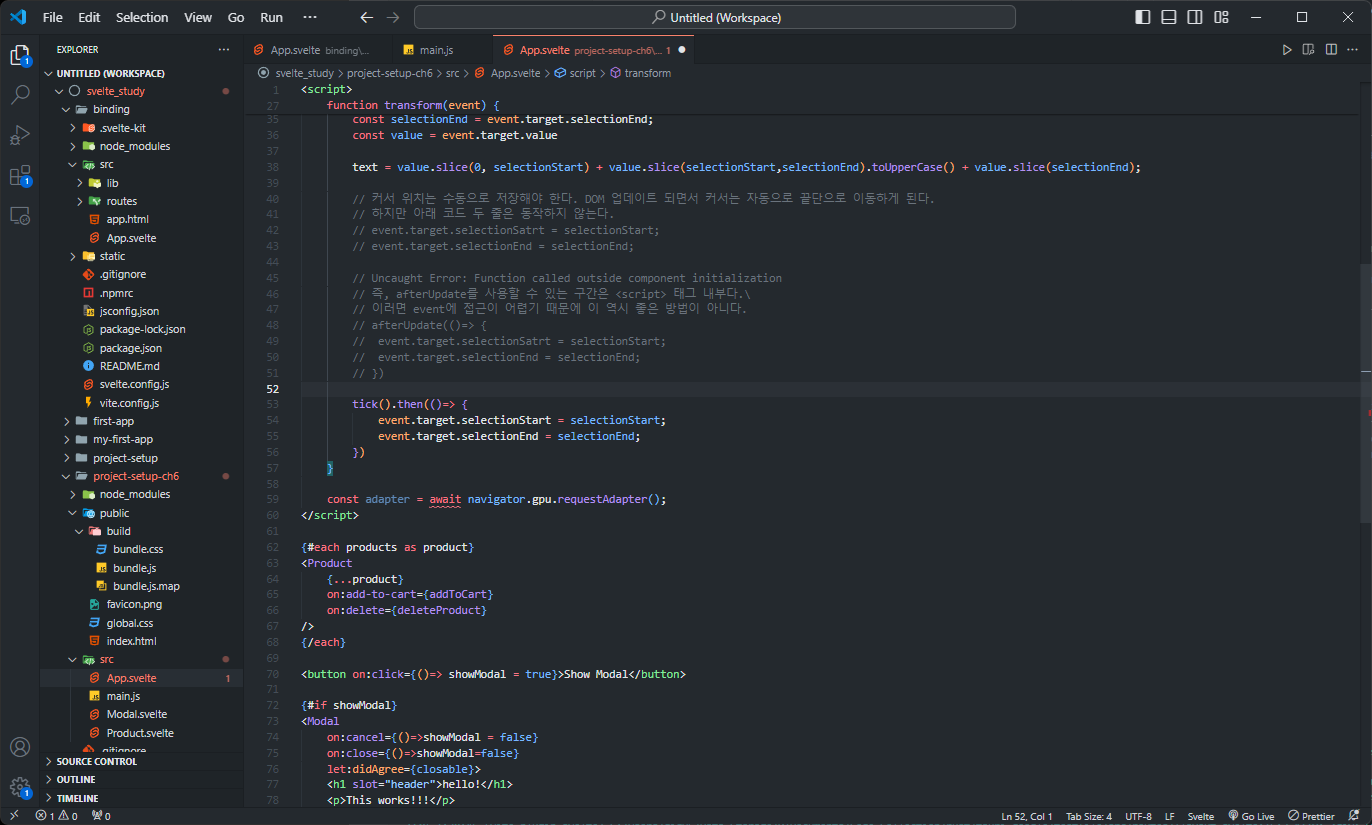 File Edit Selection View Go Run ··· Untitled (Workspace)
EXPLORER ···
UNTITLED (WORKSPACE)
svelte_study
binding
.svelte-kit
node_modules
src
lib
routes
app.html
App.svelte
static
.gitignore
.npmrc
jsconfig.json
package-lock.json
package.json
README.md
svelte.config.js
vite.config.js
first-app
my-first-app
project-setup
project-setup-ch6
node_modules
public
build
bundle.css
bundle.js
bundle.js.map
favicon.png
global.css
index.html
src
App.svelte 1
main.js
Modal.svelte
Product.svelte
.gitignore
SOURCE CONTROL
OUTLINE
TIMELINE
App.svelte binding\... main.js App.svelte project-setup-ch6\... 1
svelte_study > project-setup-ch6 > src > App.svelte > script > transform
1 <script>
27 function transform(event) {
35 const selectionEnd = event.target.selectionEnd;
36 const value = event.target.value
37
38 text = value.slice(0, selectionStart) + value.slice(selectionStart,selectionEnd).toUpperCase() + value.slice(selectionEnd);
39
40 // 커서 위치는 수동으로 저장해야 한다. DOM 업데이트 되면서 커서는 자동으로 끝단으로 이동하게 된다.
41 // 하지만 아래 코드 두 줄은 동작하지 않는다.
42 // event.target.selectionSatrt = selectionStart;
43 // event.target.selectionEnd = selectionEnd;
44
45 // Uncaught Error: Function called outside component initialization
46 // 즉, afterUpdate를 사용할 수 있는 구간은 <script> 태그 내부다.\
47 // 이러면 event에 접근이 어렵기 때문에 이 역시 좋은 방법이 아니다.
48 // afterUpdate(()=> {
49 //  event.target.selectionSatrt = selectionStart;
50 //  event.target.selectionEnd = selectionEnd;
51 // })
52
53 tick().then(()=> {
54 event.target.selectionStart = selectionStart;
55 event.target.selectionEnd = selectionEnd;
56 })
57 }
58
59 const adapter = await navigator.gpu.requestAdapter();
60 </script>
61
62 {#each products as product}
63 <Product
64 {...product}
65 on:add-to-cart={addToCart}
66 on:delete={deleteProduct}
67 />
68 {/each}
69
70 <button on:click={()=> showModal = true}>Show Modal</button>
71
72 {#if showModal}
73 <Modal
74 on:cancel={()=>showModal = false}
75 on:close={()=>showModal=false}
76 let:didAgree={closable}>
77 <h1 slot="header">hello!</h1>
78 <p>This works!!!</p>
1 0 0 Ln 52, Col 1 Tab Size: 4 UTF-8 LF Svelte Go Live Prettier